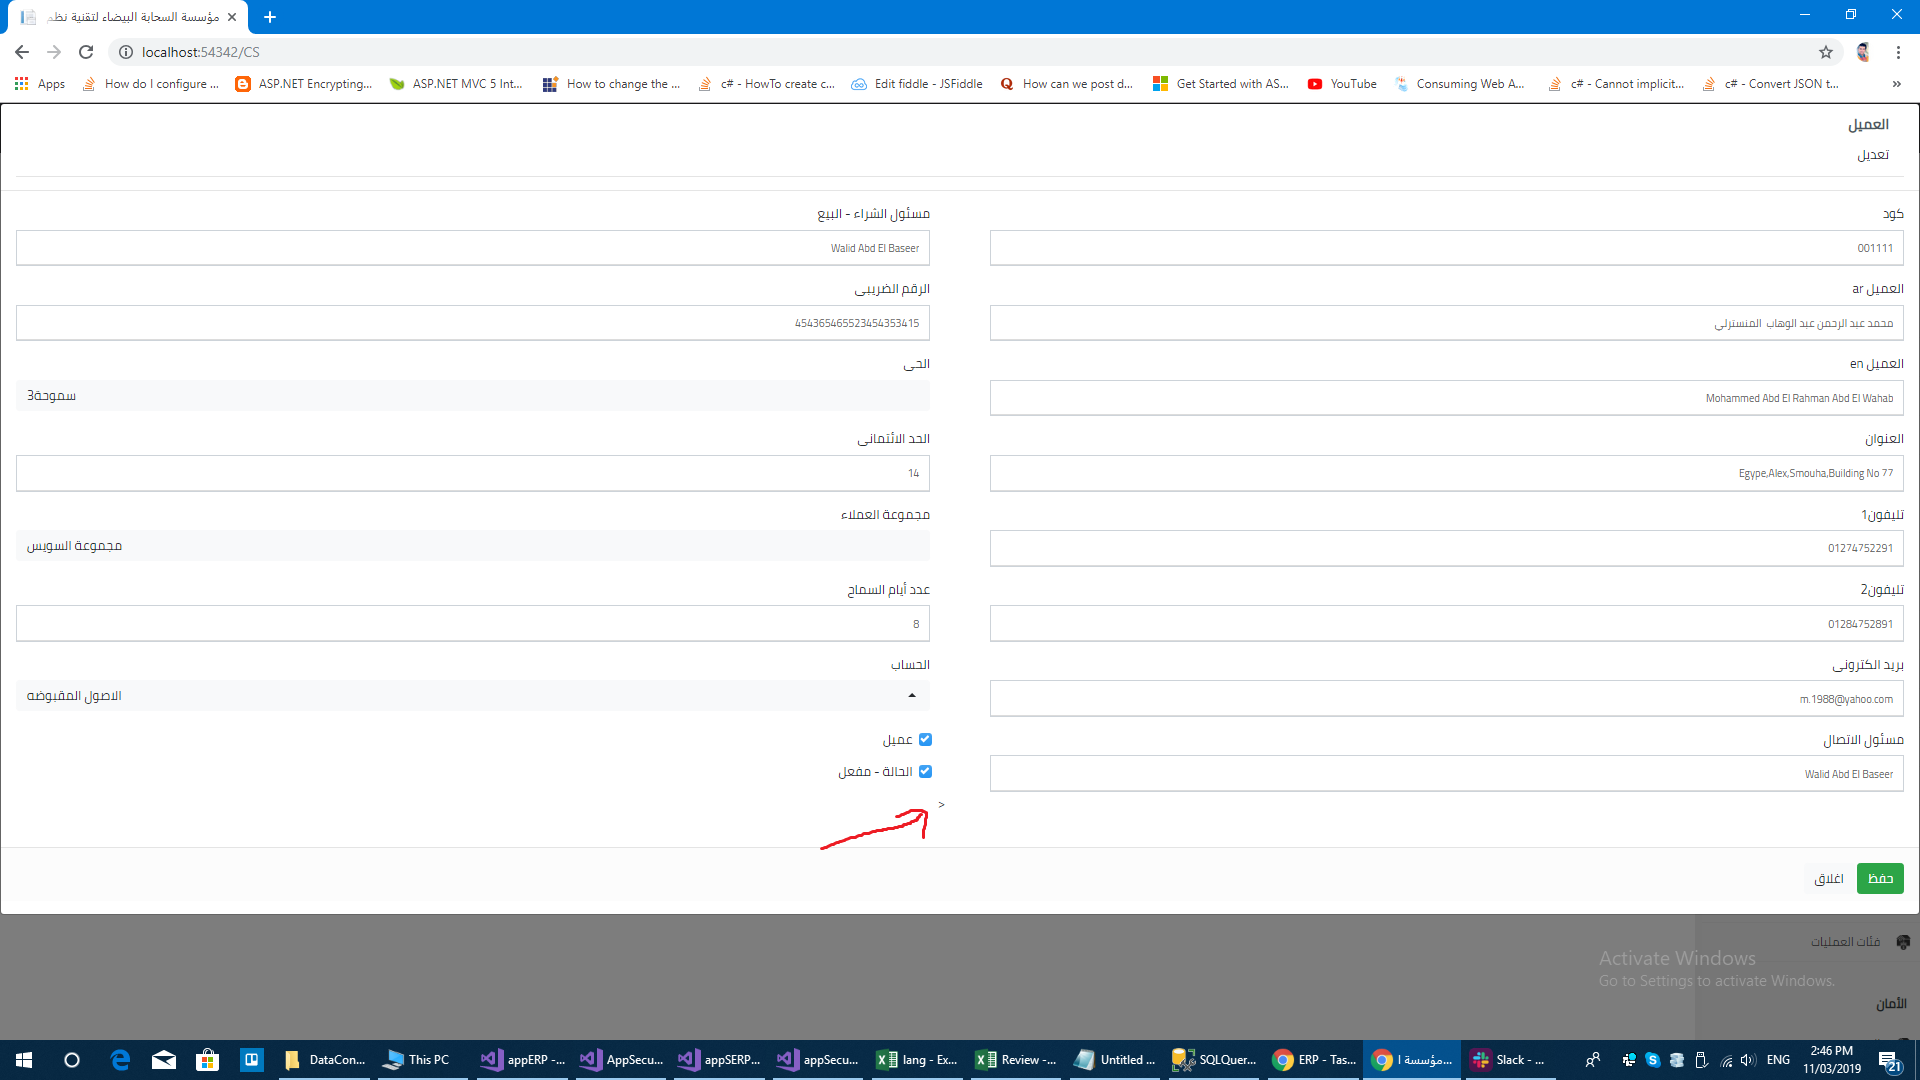 مؤسسة السحابة البيضاء لتقنية نظم
localhost:54342/CS
Apps
How do I configure ...
ASP.NET Encrypting...
ASP.NET MVC 5 Int...
How to change the ...
c# - HowTo create c...
Edit fiddle - JSFiddle
How can we post d...
Get Started with AS...
YouTube
Consuming Web A...
c# - Cannot implicit...
c# - Convert JSON t...
»
العميل
تعديل
كود
001111
العميل ar
محمد عبد الرحمن عبد الوهاب المنسترلي
العميل en
Mohammed Abd El Rahman Abd El Wahab
العنوان
Egype,Alex,Smouha,Building No 77
تليفون1
01274752291
تليفون2
01284752891
بريد الكترونى
m.1988@yahoo.com
مسئول الاتصال
Walid Abd El Baseer
مسئول الشراء - البيع
Walid Abd El Baseer
الرقم الضريبى
454365465523454353415
الحى
سموحة3
الحد الائتمانى
14
مجموعة العملاء
مجموعة السويس
عدد أيام السماح
8
الحساب
الاصول المقبوضه
عميل
الحالة - مفعل
>
حفظ
اغلاق
فئات العمليات
الأمان
Activate Windows
Go to Settings to activate Windows.
DataCon...
This PC
appERP -...
AppSecu...
appSERP...
appSecu...
lang - Ex...
Review -...
Untitled ...
SQLQuer...
ERP - Tas...
مؤسسة ا...
Slack - ...
ENG
2:46 PM
11/03/2019
21